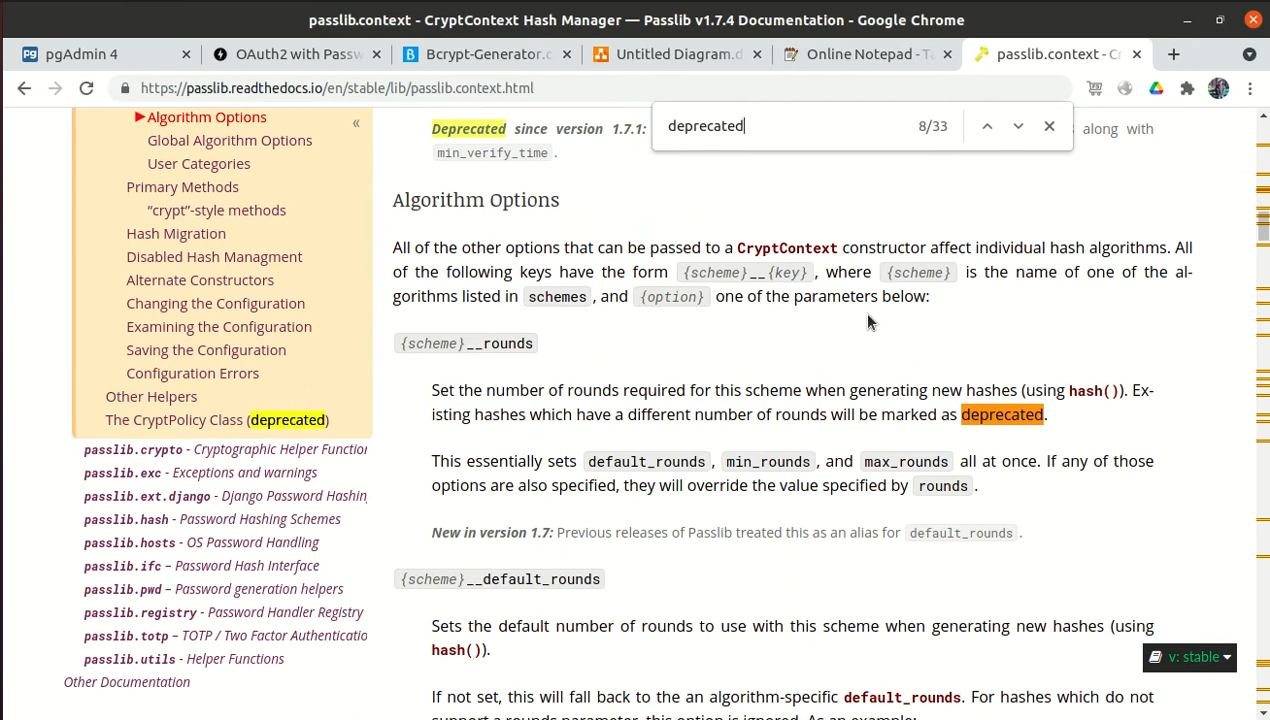 passlib.context - CryptContext Hash Manager — Passlib v1.7.4 Documentation - Google Chrome
pgAdmin 4
OAuth2 with Passw
Bcrypt-Generator.c
Untitled Diagram.d
Online Notepad - Ta
passlib.context - Cr
https://passlib.readthedocs.io/en/stable/lib/passlib.context.html
deprecated
8/33
Algorithm Options
Global Algorithm Options
User Categories
Primary Methods
“crypt”-style methods
Hash Migration
Disabled Hash Managment
Alternate Constructors
Changing the Configuration
Examining the Configuration
Saving the Configuration
Configuration Errors
Other Helpers
The CryptPolicy Class (deprecated)
passlib.crypto - Cryptographic Helper Function
passlib.exc - Exceptions and warnings
passlib.ext.django - Django Password Hashing
passlib.hash - Password Hashing Schemes
passlib.hosts - OS Password Handling
passlib.ifc – Password Hash Interface
passlib.pwd – Password generation helpers
passlib.registry - Password Handler Registry
passlib.totp – TOTP / Two Factor Authenticatio
passlib.utils - Helper Functions
Other Documentation
«
Deprecated since version 1.7.1:
s along with
min_verify_time .
Algorithm Options
All of the other options that can be passed to a CryptContext constructor affect individual hash algorithms. All
of the following keys have the form {scheme}__{key}, where {scheme} is the name of one of the al-
gorithms listed in schemes, and {option} one of the parameters below:
{scheme}__rounds
Set the number of rounds required for this scheme when generating new hashes (using hash()). Ex-
isting hashes which have a different number of rounds will be marked as deprecated.
This essentially sets default_rounds, min_rounds, and max_rounds all at once. If any of those
options are also specified, they will override the value specified by rounds.
New in version 1.7: Previous releases of Passlib treated this as an alias for default_rounds.
{scheme}__default_rounds
Sets the default number of rounds to use with this scheme when generating new hashes (using
hash()).
If not set, this will fall back to the an algorithm-specific default_rounds. For hashes which do not
support a rounds parameter, this option is ignored. As an example:
v: stable